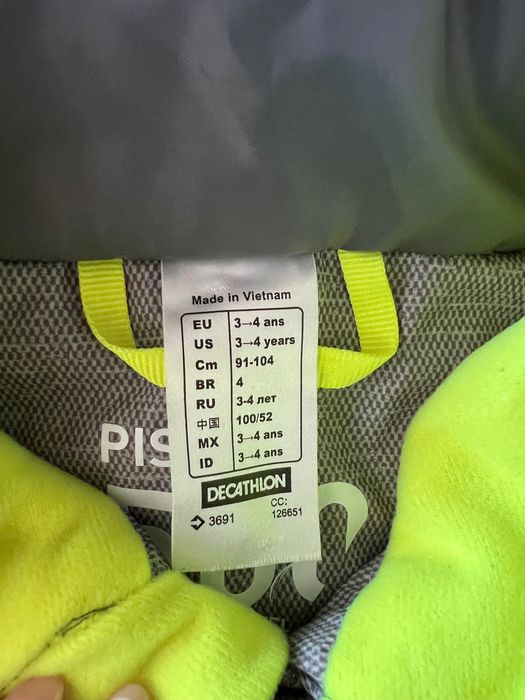 Made in Vietnam
EU 3→4 ans
US 3→4 years
Cm 91-104
BR 4
RU 3-4 лет
中国 100/52
MX 3→4 ans
ID 3→4 ans
PIS
DECATHLON
3691 CC: 126651